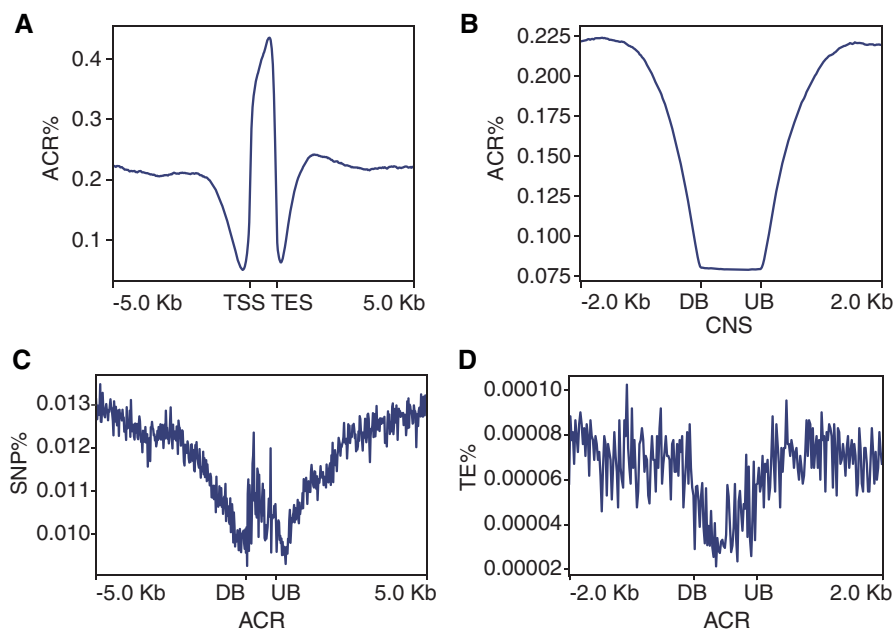 A
ACR%
0.4
0.3
0.2
0.1
-5.0 Kb TSS TES 5.0 Kb
B
ACR%
0.225
0.200
0.175
0.150
0.125
0.100
0.075
-2.0 Kb DB UB 2.0 Kb
CNS
C
SNP%
0.013
0.012
0.011
0.010
-5.0 Kb DB UB 5.0 Kb
ACR
D
TE%
0.00010
0.00008
0.00006
0.00004
0.00002
-2.0 Kb DB UB 2.0 Kb
ACR